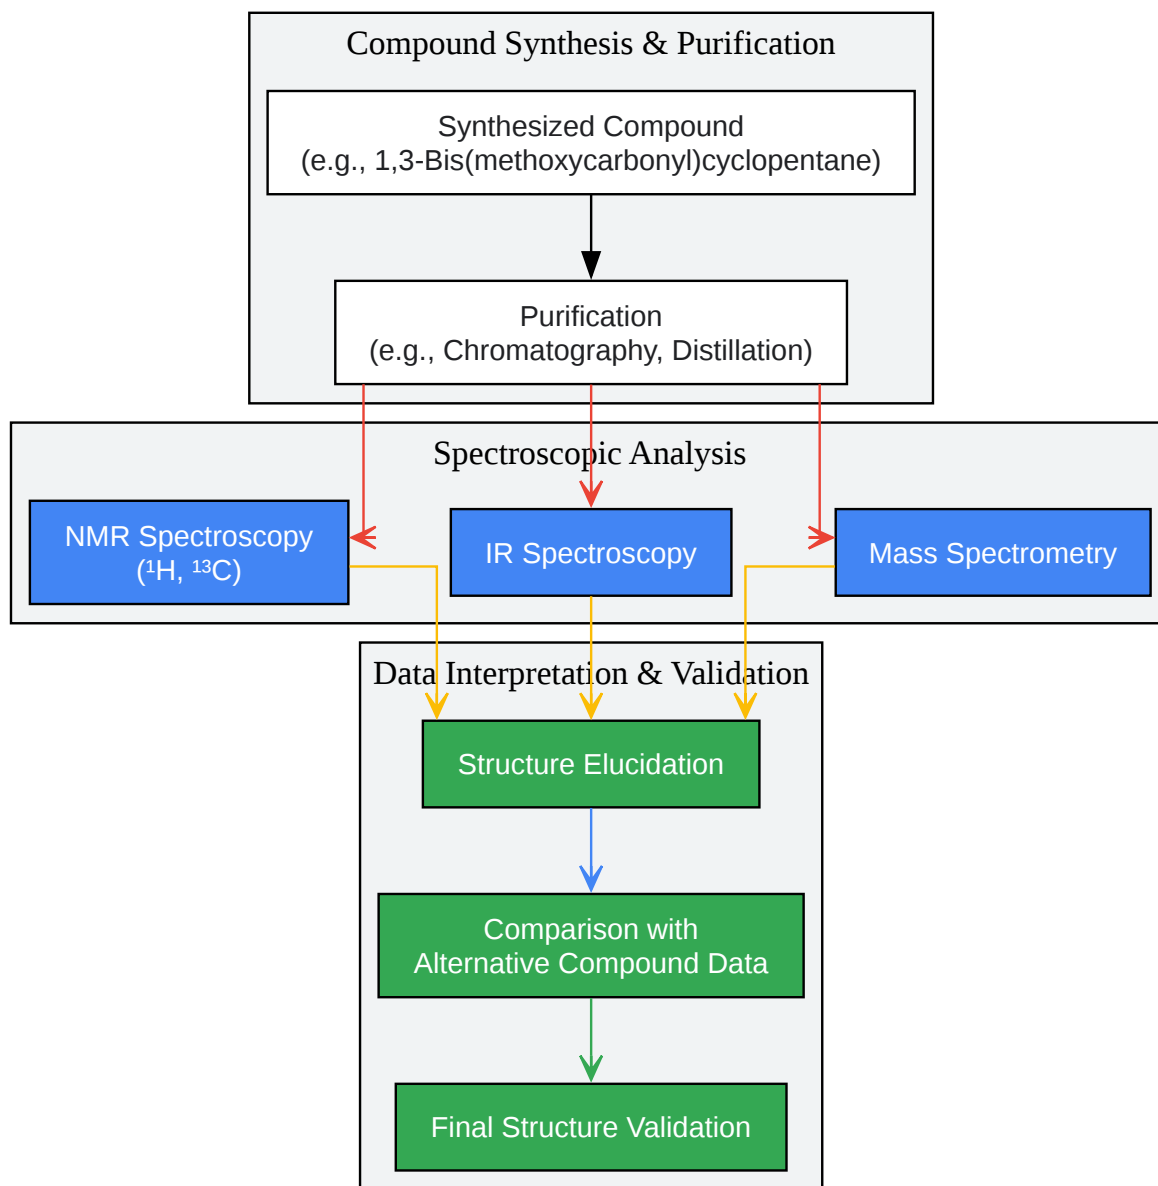 Compound Synthesis & Purification
Synthesized Compound
(e.g., 1,3-Bis(methoxycarbonyl)cyclopentane)
Purification
(e.g., Chromatography, Distillation)
Spectroscopic Analysis
NMR Spectroscopy
(¹H, ¹³C)
IR Spectroscopy
Mass Spectrometry
Data Interpretation & Validation
Structure Elucidation
Comparison with
Alternative Compound Data
Final Structure Validation